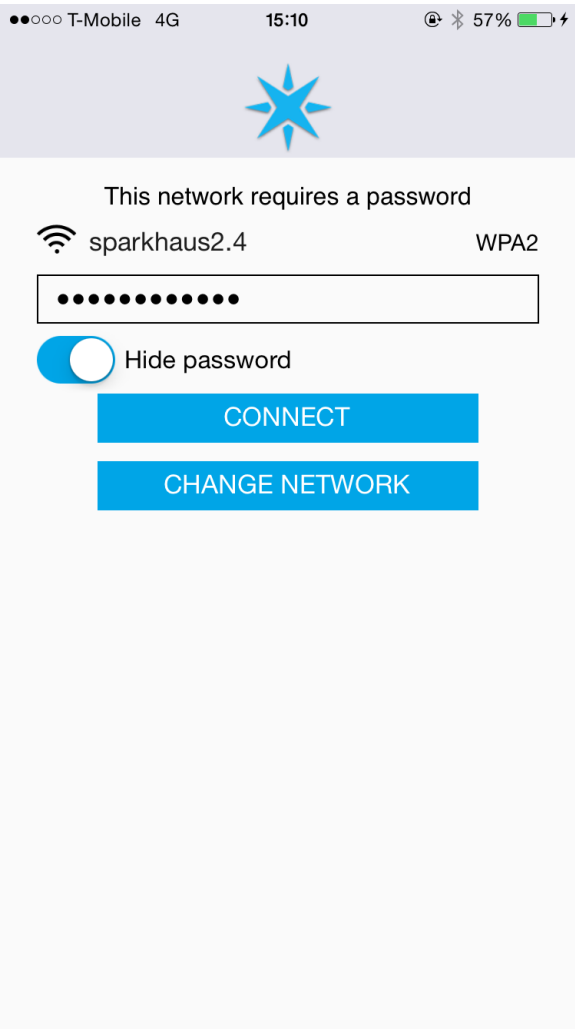 T-Mobile 4G 15:10 57%
This network requires a password
sparkhaus2.4 WPA2
••••••••••••
Hide password
CONNECT
CHANGE NETWORK